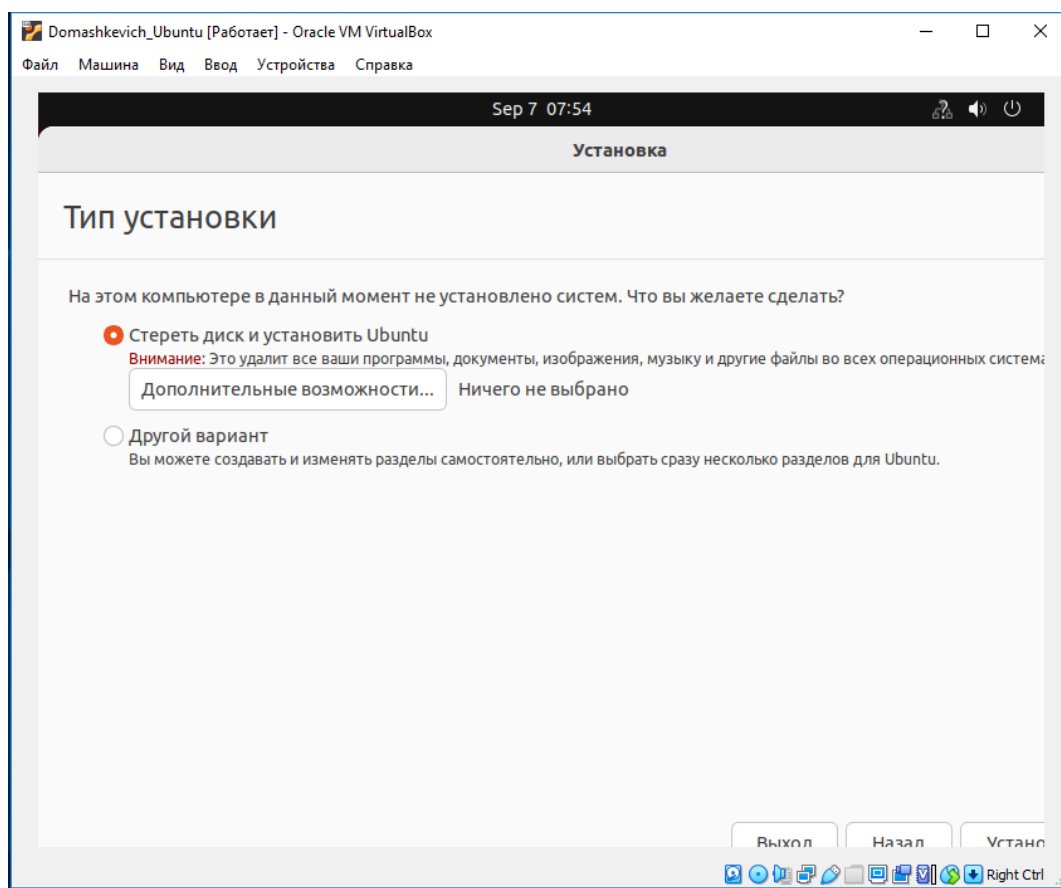 Domashkevich_Ubuntu [Работает] - Oracle VM VirtualBox
Файл Машина Вид Ввод Устройства Справка
Sep 7 07:54
Установка
Тип установки
На этом компьютере в данный момент не установлено систем. Что вы желаете сделать?
Стереть диск и установить Ubuntu
Внимание: Это удалит все ваши программы, документы, изображения, музыку и другие файлы во всех операционных система
Дополнительные возможности... Ничего не выбрано
Другой вариант
Вы можете создавать и изменять разделы самостоятельно, или выбрать сразу несколько разделов для Ubuntu.
Выход Назад Устано
Right Ctrl